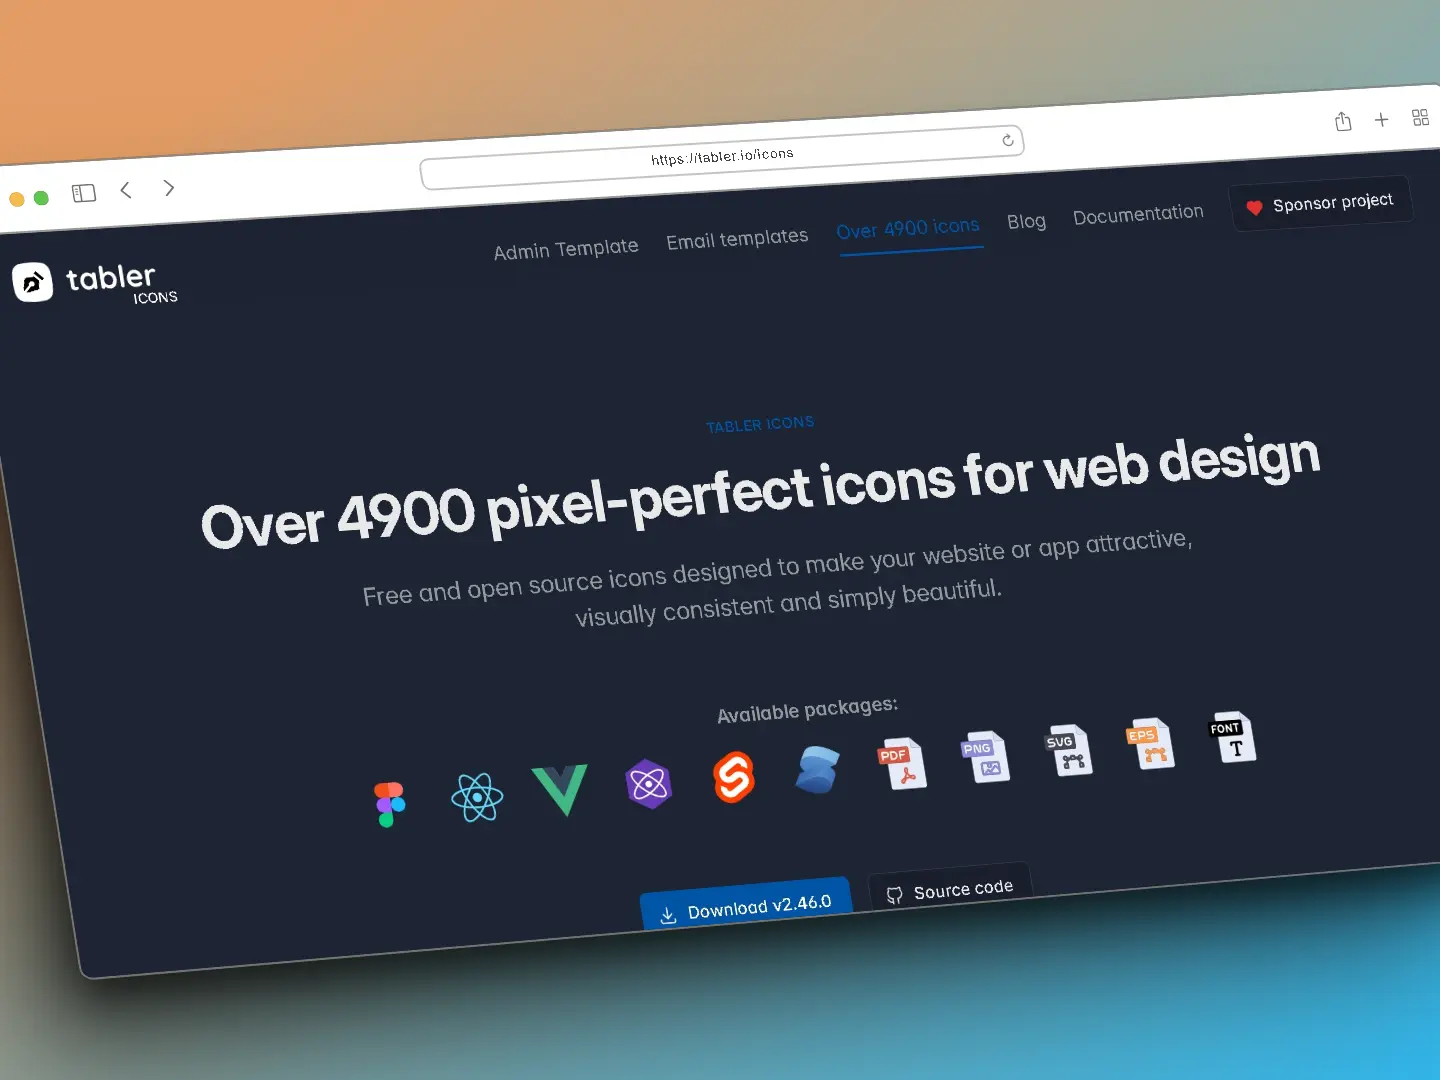 https://tabler.io/icons
tabler
ICONS
Admin Template
Email templates
Over 4900 icons
Blog
Documentation
Sponsor project
TABLER ICONS
Over 4900 pixel-perfect icons for web design
Free and open source icons designed to make your website or app attractive,
visually consistent and simply beautiful.
Available packages:
PDF
PNG
SVG
EPS
FONT
T
Download v2.46.0
Source code